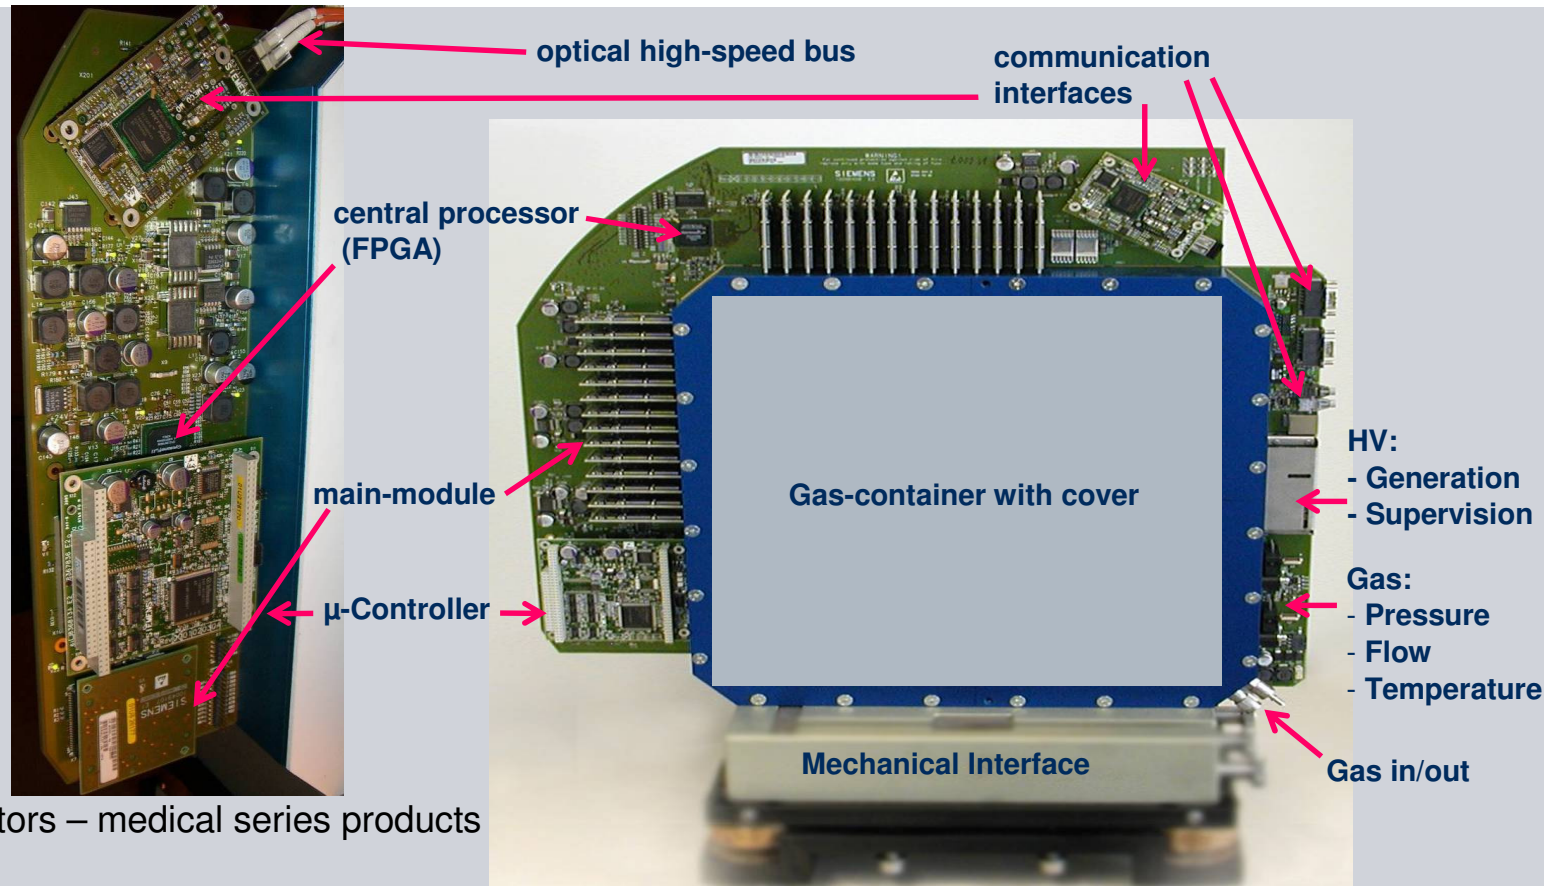 optical high-speed bus
communication
interfaces
central processor
(FPGA)
main-module
µ-Controller
Gas-container with cover
HV:
- Generation
- Supervision
Gas:
- Pressure
- Flow
- Temperature
Gas in/out
Mechanical Interface
tors – medical series products
WARNING!
SIEMENS
SIEMENS